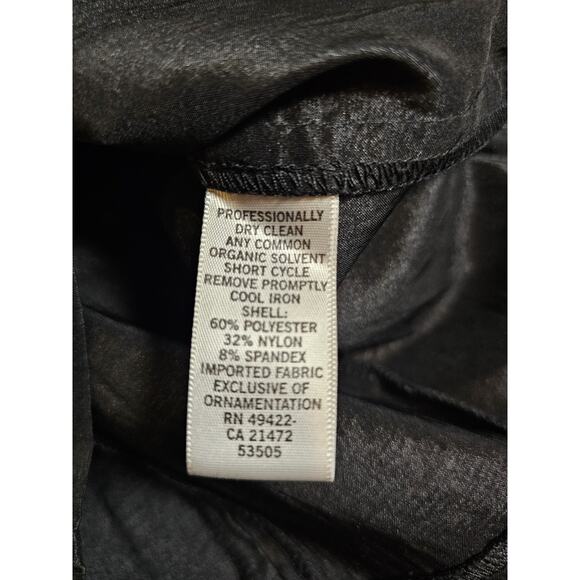 PROFESSIONALLY
DRY CLEAN
ANY COMMON
ORGANIC SOLVENT
SHORT CYCLE
REMOVE PROMPTLY
COOL IRON
SHELL:
60% POLYESTER
32% NYLON
8% SPANDEX
IMPORTED FABRIC
EXCLUSIVE OF
ORNAMENTATION
RN 49422-
CA 21472
53505